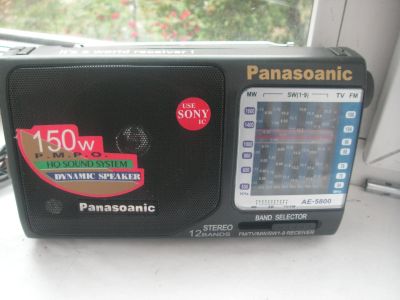 world receiver
Panasoanic
MW SW(1-9) TV FM
USE
SONY
IC
150W
P.M.P.O.
HQ SOUND SYSTEM
DYNAMIC SPEAKER
Panasoanic
AE-5800
BAND SELECTOR
STEREO
12 BANDS
FM/TV/MW/SW1-9 RECEIVER